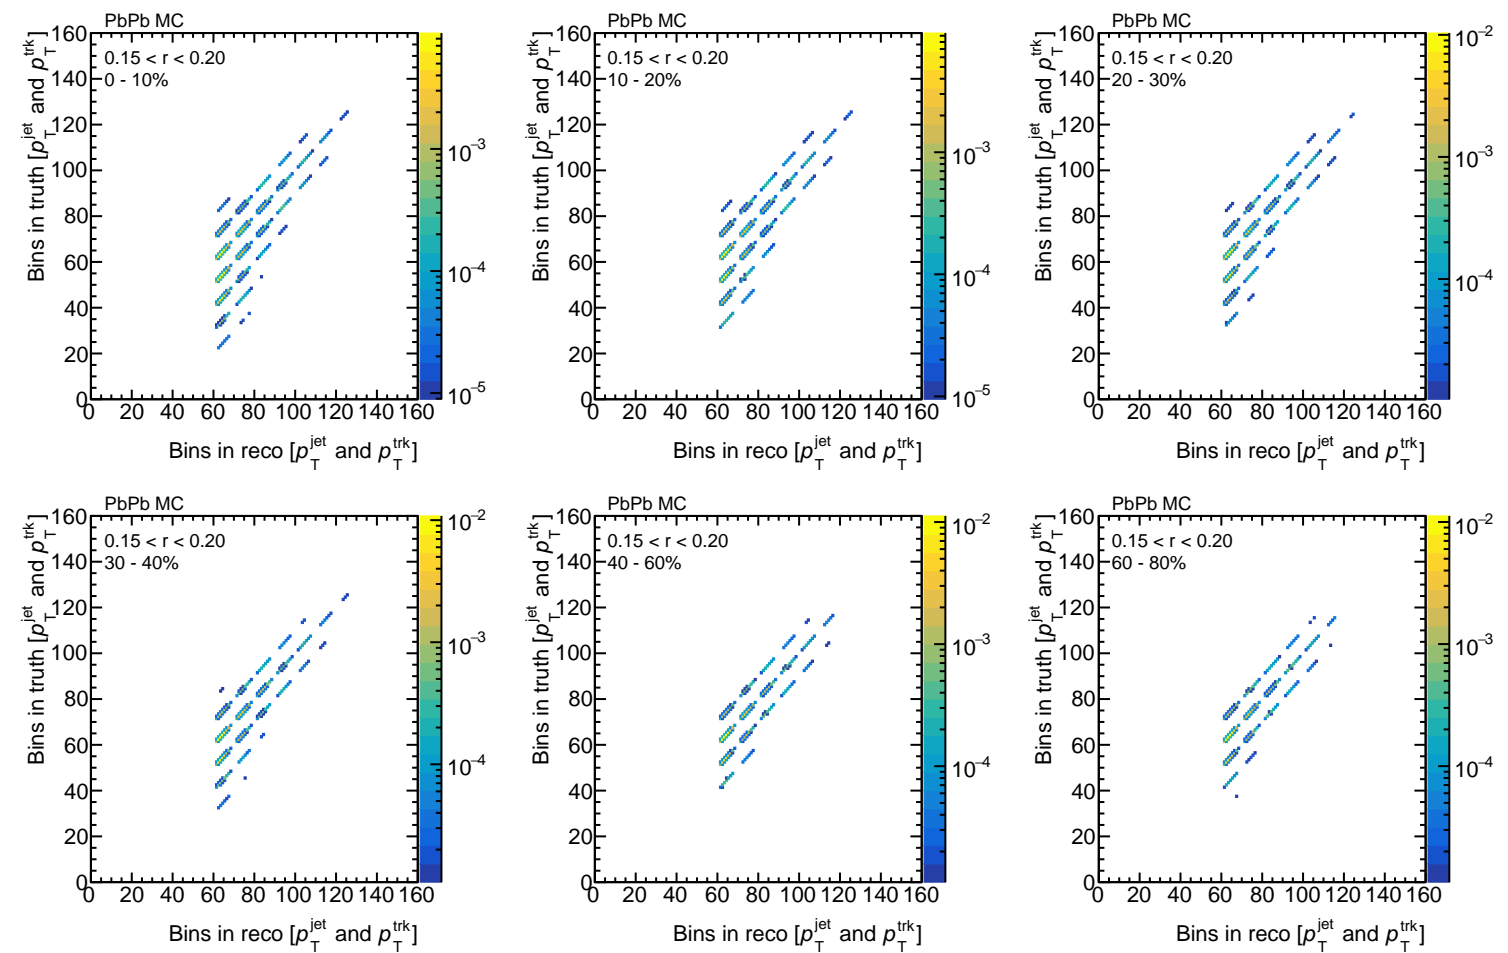 PbPb MC
0.15 < r < 0.20
0 - 10%
Bins in truth [p_T^jet and p_T^trk]
160
140
120
100
80
60
40
20
0
0 20 40 60 80 100 120 140 160
Bins in reco [p_T^jet and p_T^trk]
10^−3
10^−4
10^−5
PbPb MC
0.15 < r < 0.20
10 - 20%
Bins in truth [p_T^jet and p_T^trk]
160
140
120
100
80
60
40
20
0
0 20 40 60 80 100 120 140 160
Bins in reco [p_T^jet and p_T^trk]
10^−3
10^−4
10^−5
PbPb MC
0.15 < r < 0.20
20 - 30%
Bins in truth [p_T^jet and p_T^trk]
160
140
120
100
80
60
40
20
0
0 20 40 60 80 100 120 140 160
Bins in reco [p_T^jet and p_T^trk]
10^−2
10^−3
10^−4
PbPb MC
0.15 < r < 0.20
30 - 40%
Bins in truth [p_T^jet and p_T^trk]
160
140
120
100
80
60
40
20
0
0 20 40 60 80 100 120 140 160
Bins in reco [p_T^jet and p_T^trk]
10^−2
10^−3
10^−4
PbPb MC
0.15 < r < 0.20
40 - 60%
Bins in truth [p_T^jet and p_T^trk]
160
140
120
100
80
60
40
20
0
0 20 40 60 80 100 120 140 160
Bins in reco [p_T^jet and p_T^trk]
10^−2
10^−3
10^−4
PbPb MC
0.15 < r < 0.20
60 - 80%
Bins in truth [p_T^jet and p_T^trk]
160
140
120
100
80
60
40
20
0
0 20 40 60 80 100 120 140 160
Bins in reco [p_T^jet and p_T^trk]
10^−2
10^−3
10^−4